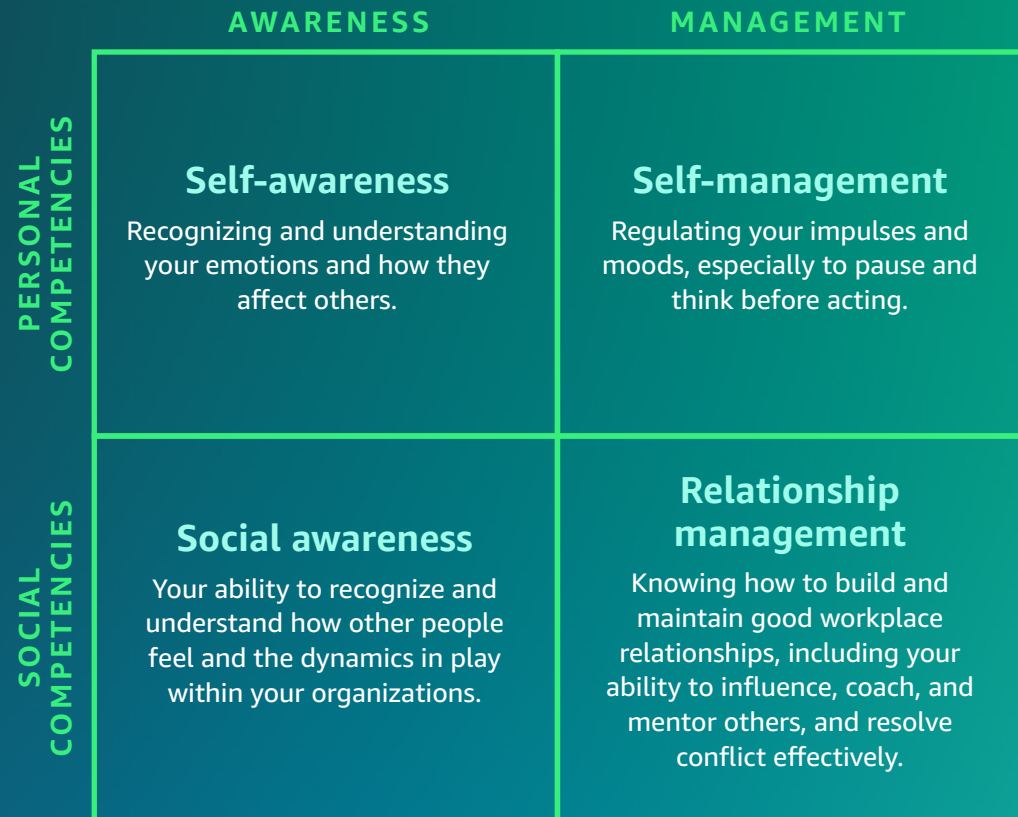 AWARENESS
MANAGEMENT
PERSONAL
COMPETENCIES
Self-awareness
Recognizing and understanding
your emotions and how they
affect others.
Self-management
Regulating your impulses and
moods, especially to pause and
think before acting.
SOCIAL
COMPETENCIES
Social awareness
Your ability to recognize and
understand how other people
feel and the dynamics in play
within your organizations.
Relationship
management
Knowing how to build and
maintain good workplace
relationships, including your
ability to influence, coach, and
mentor others, and resolve
conflict effectively.